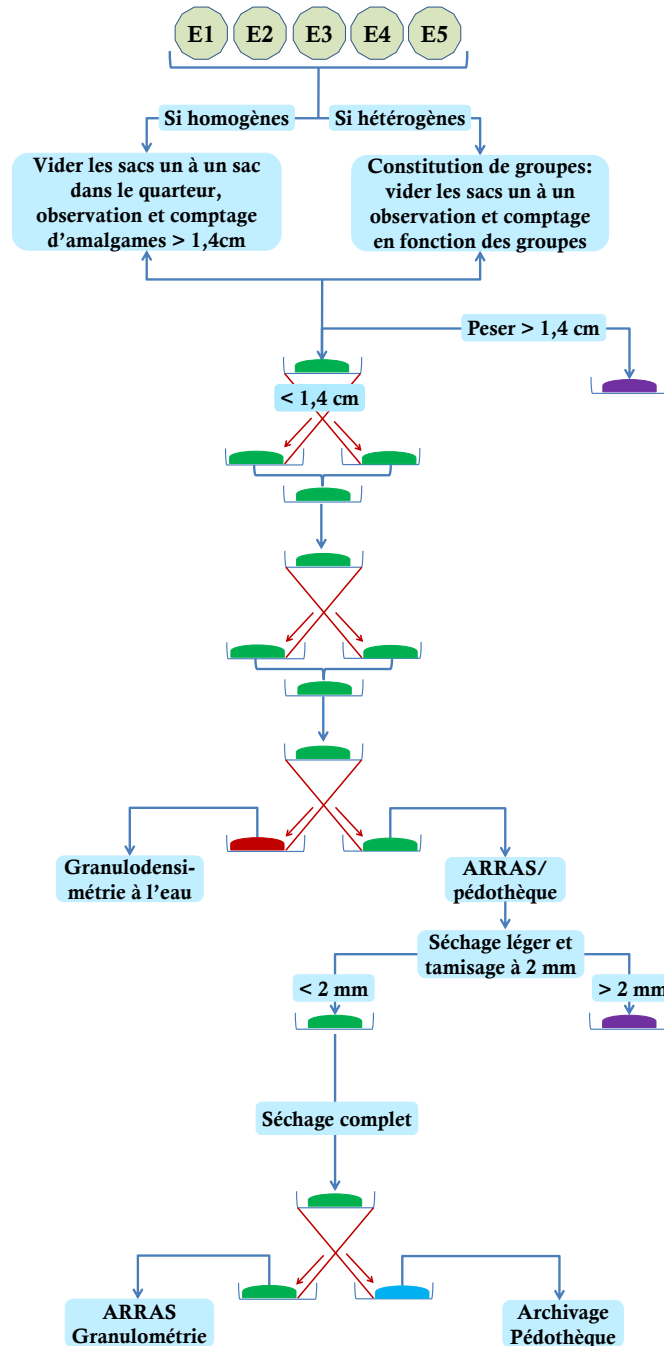 E1 E2 E3 E4 E5
Si homogènes
Si hétérogènes
Vider les sacs un à un sac
dans le quarteur,
observation et comptage
d'amalgames > 1,4cm
Constitution de groupes:
vider les sacs un à un
observation et comptage
en fonction des groupes
Peser > 1,4 cm
< 1,4 cm
Granulodensi-
métrie à l'eau
ARRAS/
pédothèque
Séchage léger et
tamisage à 2 mm
< 2 mm
> 2 mm
Séchage complet
ARRAS
Granulométrie
Archivage
Pédothèque